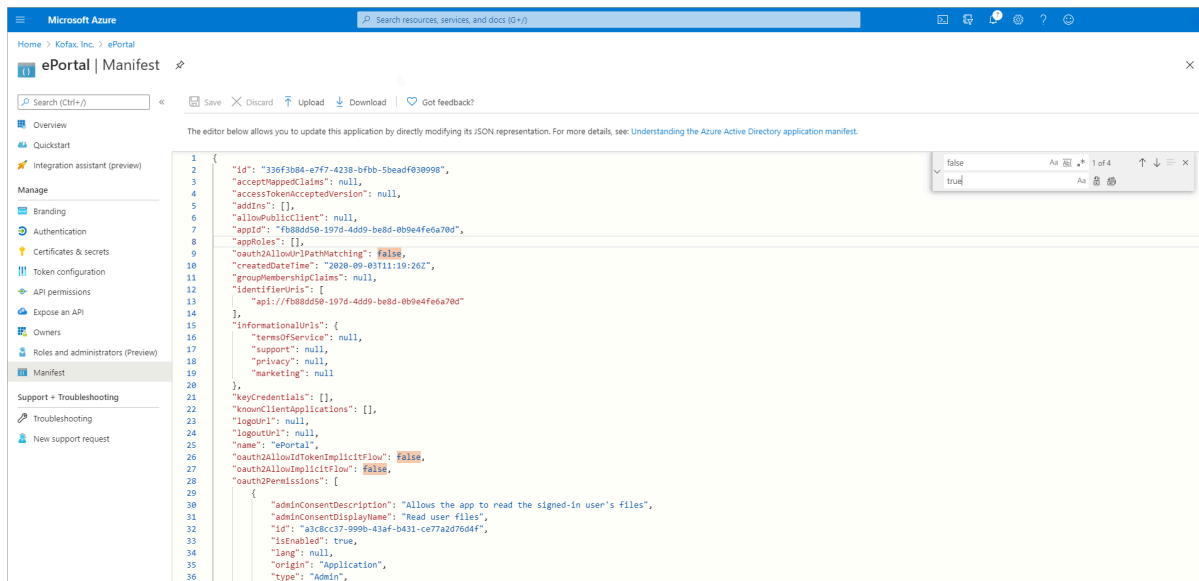 Microsoft Azure
Search resources, services, and docs (G+/)
7
Home > Kofax, Inc. > ePortal
ePortal | Manifest
Search (Ctrl+/)
«
Save
Discard
Upload
Download
Got feedback?
Overview
Quickstart
Integration assistant (preview)
Manage
Branding
Authentication
Certificates & secrets
Token configuration
API permissions
Expose an API
Owners
Roles and administrators (Preview)
Manifest
Support + Troubleshooting
Troubleshooting
New support request
The editor below allows you to update this application by directly modifying its JSON representation. For more details, see: Understanding the Azure Active Directory application manifest.
false Aa Abl .* 1 of 4
true Aa
1 {
2 "id": "336f3b84-e7f7-4238-bfbb-5beadf030998",
3 "acceptMappedClaims": null,
4 "accessTokenAcceptedVersion": null,
5 "addIns": [],
6 "allowPublicClient": null,
7 "appId": "fb88dd50-197d-4dd9-be8d-0b9e4fe6a70d",
8 "appRoles": [],
9 "oauth2AllowUrlPathMatching": false,
10 "createdDateTime": "2020-09-03T11:19:26Z",
11 "groupMembershipClaims": null,
12 "identifierUris": [
13 "api://fb88dd50-197d-4dd9-be8d-0b9e4fe6a70d"
14 ],
15 "informationalUrls": {
16 "termsOfService": null,
17 "support": null,
18 "privacy": null,
19 "marketing": null
20 },
21 "keyCredentials": [],
22 "knownClientApplications": [],
23 "logoUrl": null,
24 "logoutUrl": null,
25 "name": "ePortal",
26 "oauth2AllowIdTokenImplicitFlow": false,
27 "oauth2AllowImplicitFlow": false,
28 "oauth2Permissions": [
29 {
30 "adminConsentDescription": "Allows the app to read the signed-in user's files",
31 "adminConsentDisplayName": "Read user files",
32 "id": "a3c8cc37-999b-43af-b431-ce77a2d76d4f",
33 "isEnabled": true,
34 "lang": null,
35 "origin": "Application",
36 "type": "Admin",